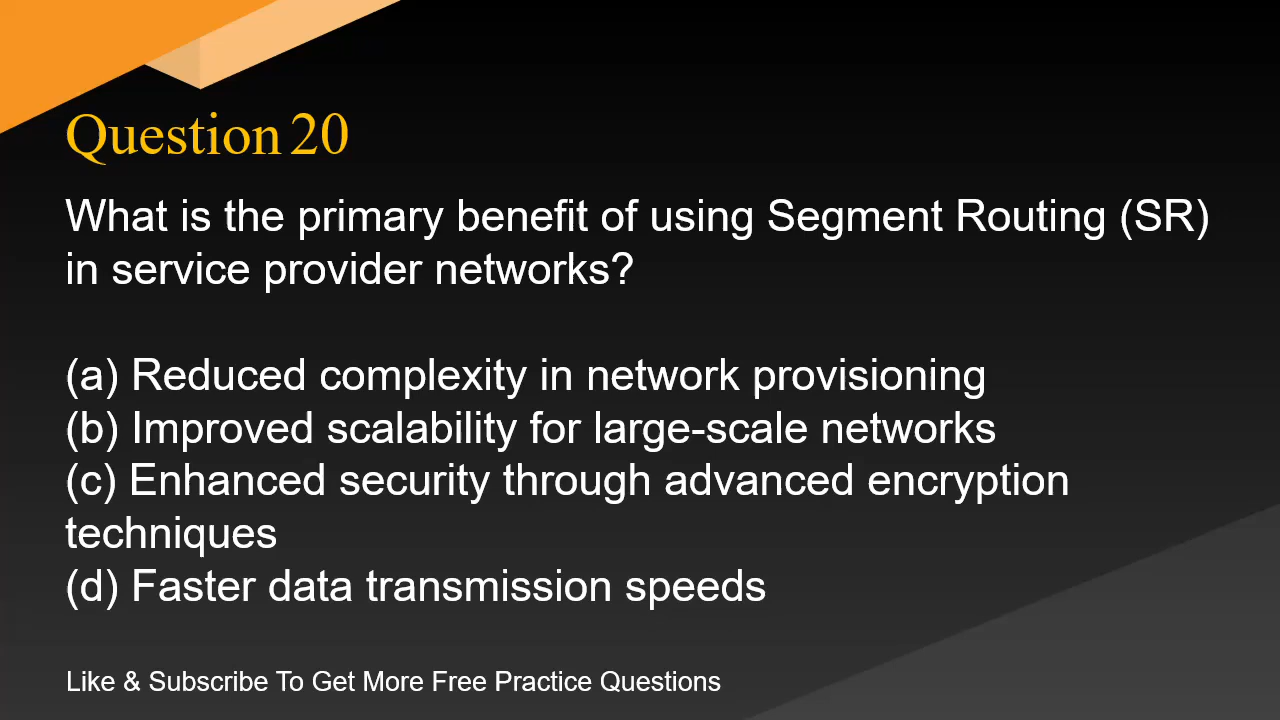 Question 20
What is the primary benefit of using Segment Routing (SR)
in service provider networks?
(a) Reduced complexity in network provisioning
(b) Improved scalability for large-scale networks
(c) Enhanced security through advanced encryption
techniques
(d) Faster data transmission speeds
Like & Subscribe To Get More Free Practice Questions